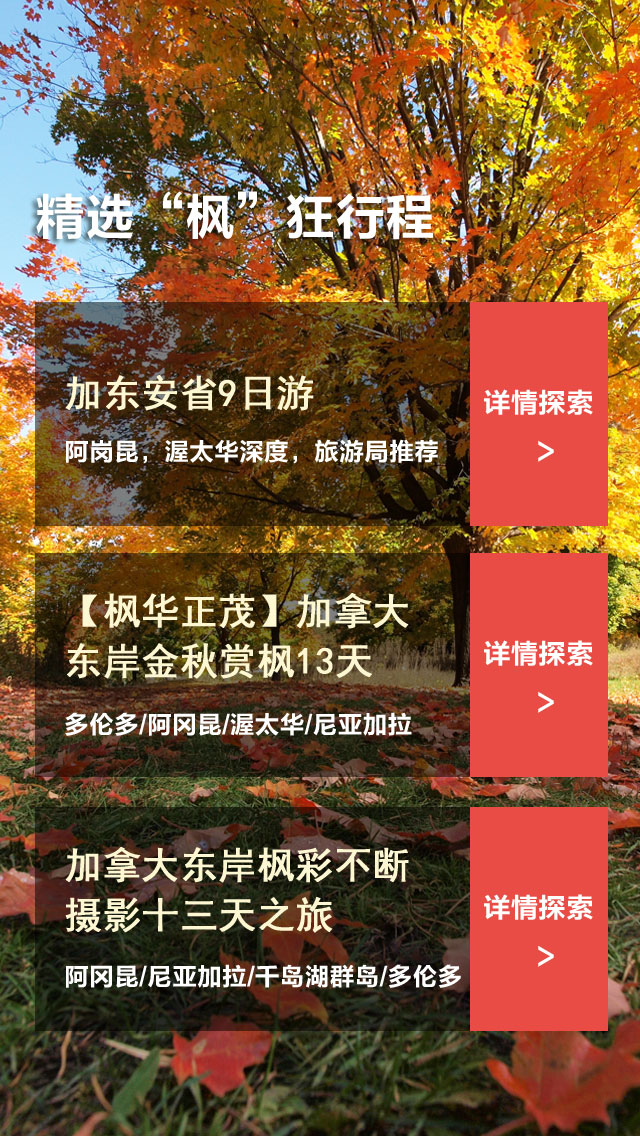 精选“枫”狂行程
加东安省9日游
阿岗昆，渥太华深度，旅游局推荐
详情探索
>
【枫华正茂】加拿大
东岸金秋赏枫13天
多伦多/阿冈昆/渥太华/尼亚加拉
详情探索
>
加拿大东岸枫彩不断
摄影十三天之旅
阿冈昆/尼亚加拉/千岛湖群岛/多伦多
详情探索
>